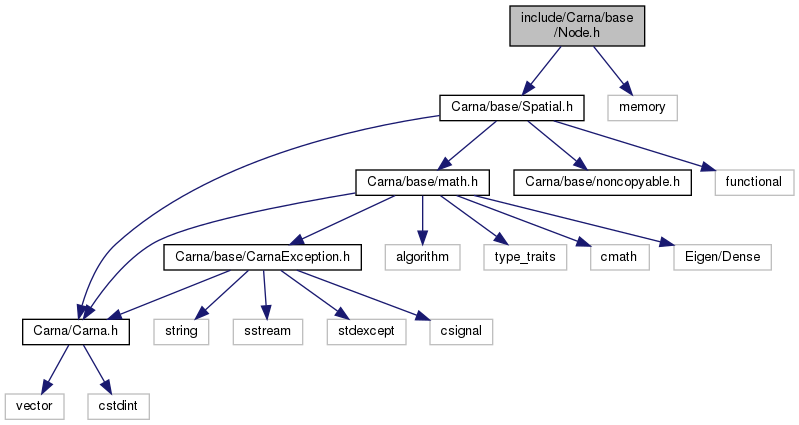 include/Carna/base
/Node.h
Carna/base/Spatial.h
memory
Carna/base/math.h
Carna/base/noncopyable.h
functional
Carna/base/CarnaException.h
algorithm
type_traits
cmath
Eigen/Dense
Carna/Carna.h
string
sstream
stdexcept
csignal
vector
cstdint